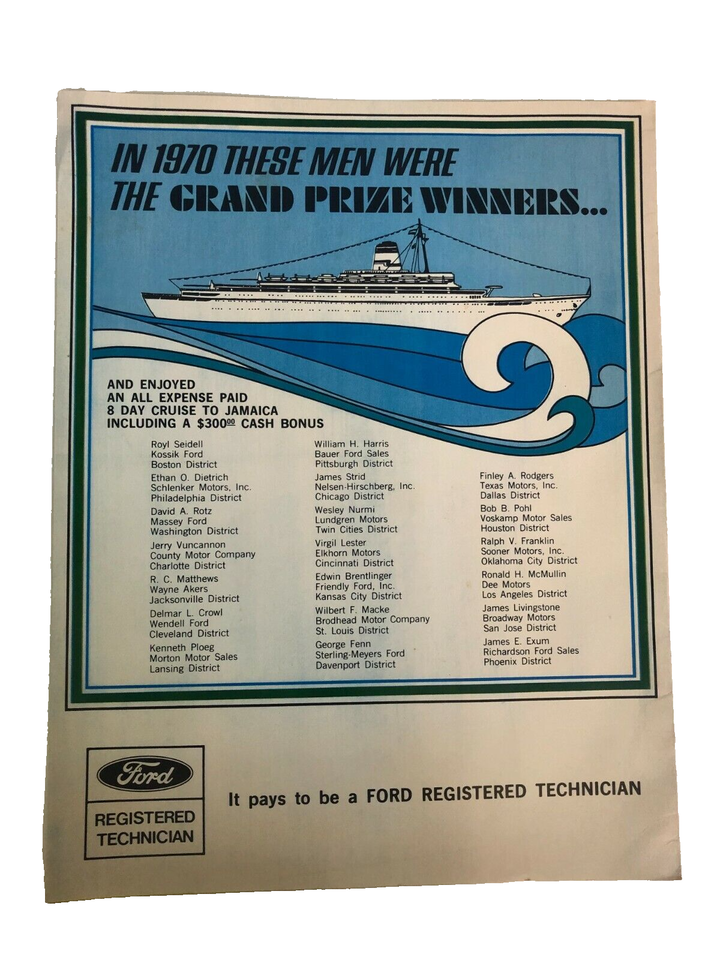 IN 1970 THESE MEN WERE
THE GRAND PRIZE WINNERS...
AND ENJOYED
AN ALL EXPENSE PAID
8 DAY CRUISE TO JAMAICA
INCLUDING A $300⁰⁰ CASH BONUS
Royl Seidell
Kossik Ford
Boston District
Ethan O. Dietrich
Schlenker Motors, Inc.
Philadelphia District
David A. Rotz
Massey Ford
Washington District
Jerry Vuncannon
County Motor Company
Charlotte District
R. C. Matthews
Wayne Akers
Jacksonville District
Delmar L. Crowl
Wendell Ford
Cleveland District
Kenneth Ploeg
Morton Motor Sales
Lansing District
William H. Harris
Bauer Ford Sales
Pittsburgh District
James Strid
Nelsen-Hirschberg, Inc.
Chicago District
Wesley Nurmi
Lundgren Motors
Twin Cities District
Virgil Lester
Elkhorn Motors
Cincinnati District
Edwin Brentlinger
Friendly Ford, Inc.
Kansas City District
Wilbert F. Macke
Brodhead Motor Company
St. Louis District
George Fenn
Sterling-Meyers Ford
Davenport District
Finley A. Rodgers
Texas Motors, Inc.
Dallas District
Bob B. Pohl
Voskamp Motor Sales
Houston District
Ralph V. Franklin
Sooner Motors, Inc.
Oklahoma City District
Ronald H. McMullin
Dee Motors
Los Angeles District
James Livingstone
Broadway Motors
San Jose District
James E. Exum
Richardson Ford Sales
Phoenix District
Ford
REGISTERED
TECHNICIAN
It pays to be a FORD REGISTERED TECHNICIAN